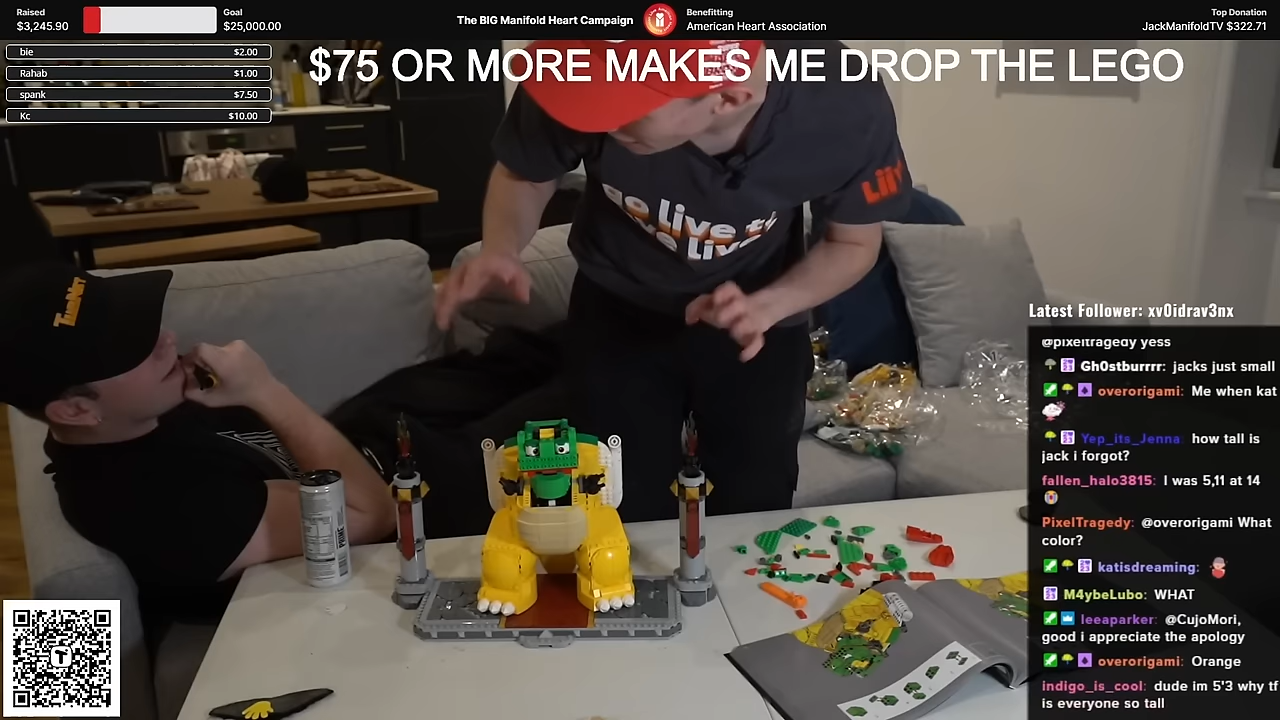 Raised
$3,245.90
Goal
$25,000.00
The BIG Manifold Heart Campaign
Benefitting
American Heart Association
Top Donation
JackManifoldTV $322.71
bie $2.00
Rahab $1.00
spank $7.50
Kc $10.00
$75 OR MORE MAKES ME DROP THE LEGO
go live
live
PRIME
Latest Follower: xv0idrav3nx
@pixeltragedy yess
Gh0stburrrr: jacks just small
overorigami: Me when kat
Yep_its_Jenna: how tall is
jack i forgot?
fallen_halo3815: I was 5,11 at 14
PixelTragedy: @overorigami What
color?
katisdreaming:
M4ybeLubo: WHAT
leeaparker: @CujoMori,
good i appreciate the apology
overorigami: Orange
indigo_is_cool: dude im 5'3 why tf
is everyone so tall